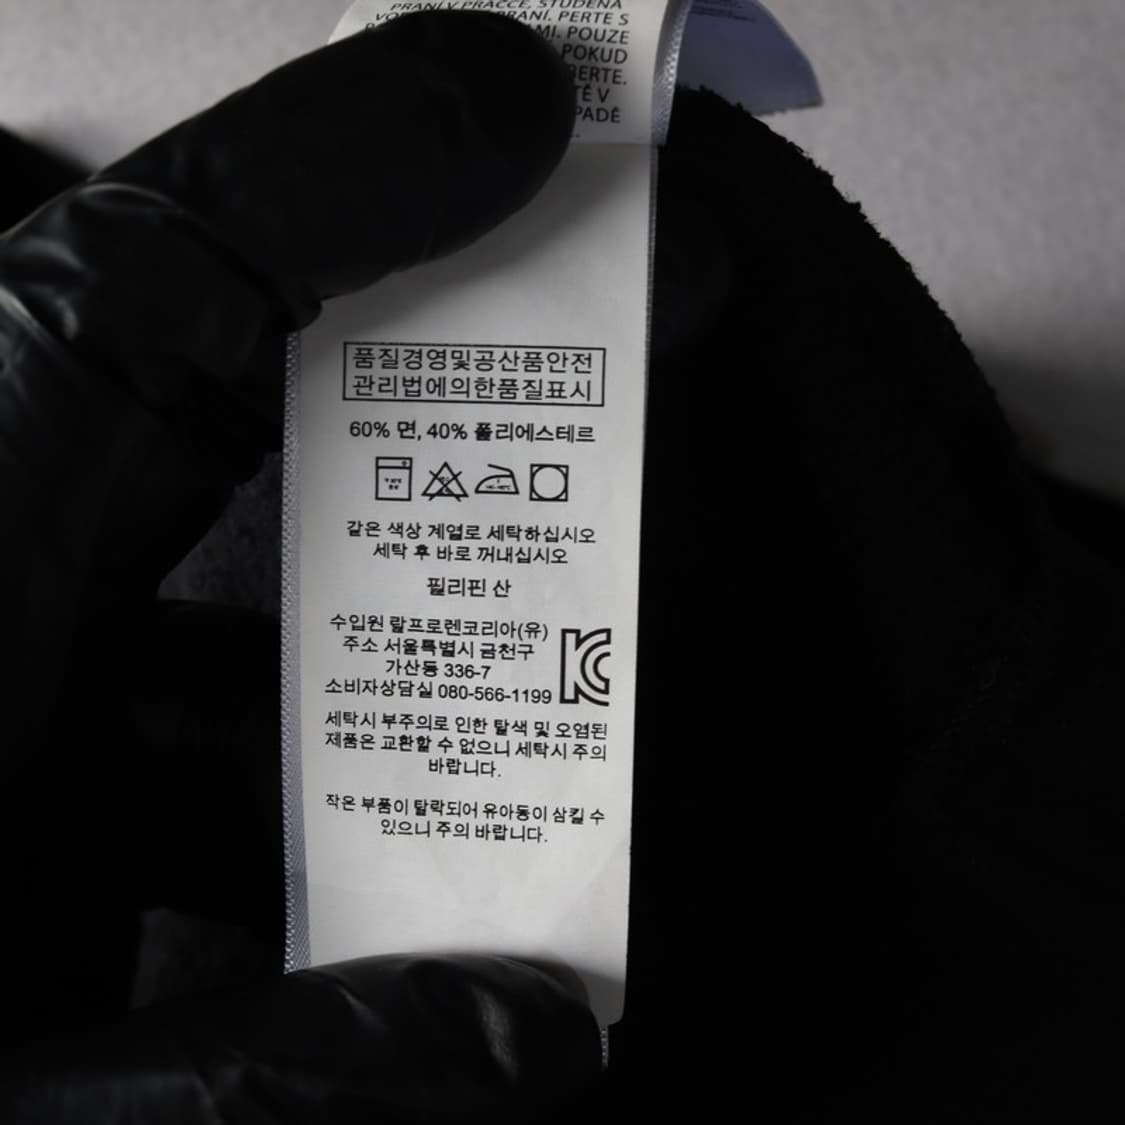 PRANÍ V PRAČCE, STUDENÁ
PRANÍ. PERTE S
POUZE
POKUD
V
품질경영및공산품안전
관리법에의한품질표시
60% 면, 40% 폴리에스테르
같은 색상 계열로 세탁하십시오
세탁 후 바로 꺼내십시오
필리핀 산
수입원 랄프로렌코리아(유)
주소 서울특별시 금천구
가산동 336-7
소비자상담실 080-566-1199
세탁시 부주의로 인한 탈색 및 오염된
제품은 교환할 수 없으니 세탁시 주의
바랍니다.
작은 부품이 탈락되어 유아동이 삼킬 수
있으니 주의 바랍니다.